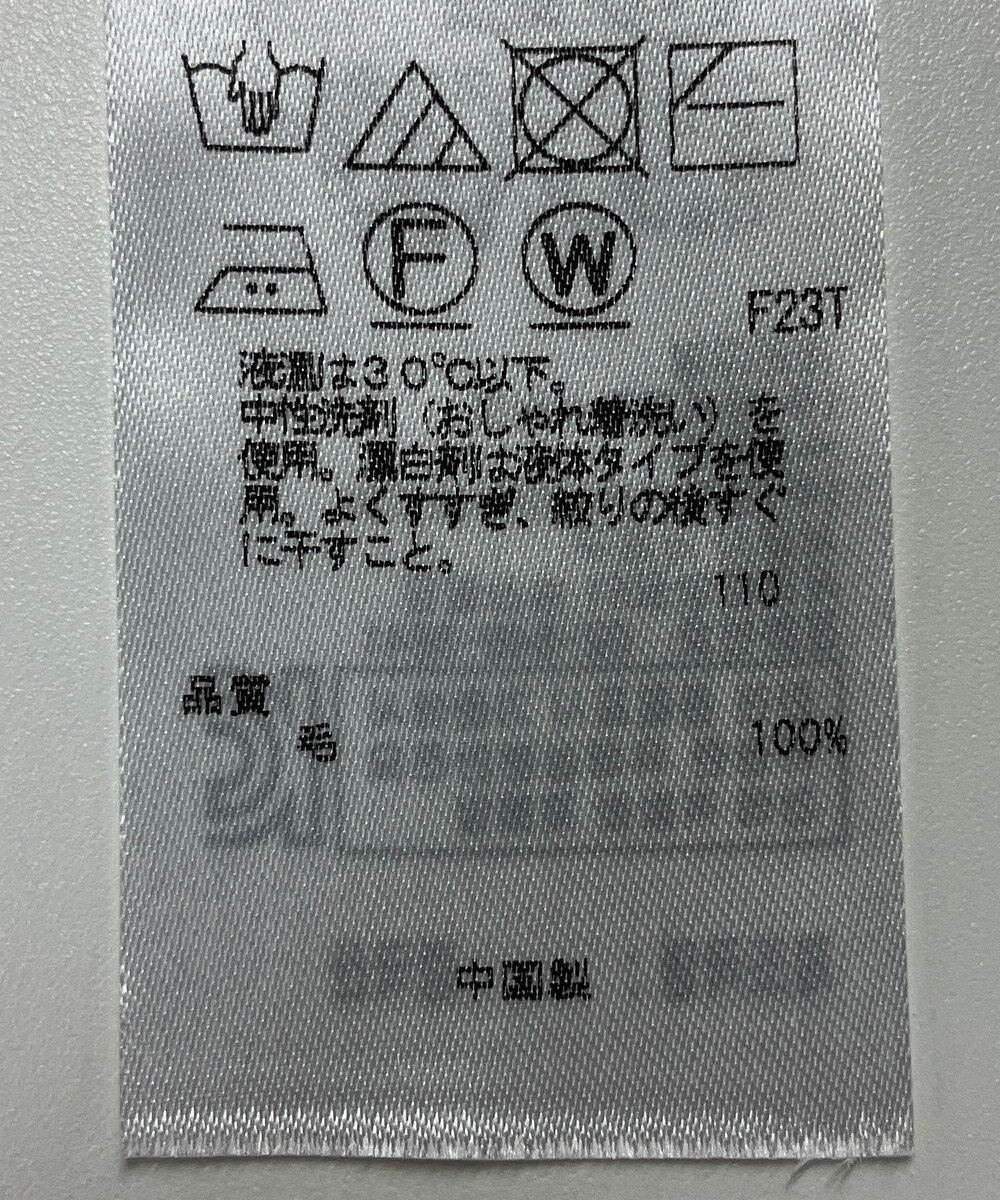 F
W
F23T
液温は30℃以下。
中性洗剤（おしゃれ着洗い）を
使用。漂白剤は液体タイプを使
用。よくすすぎ、絞りの後すぐ
に干すこと。
110
品質
毛 100%
中国製